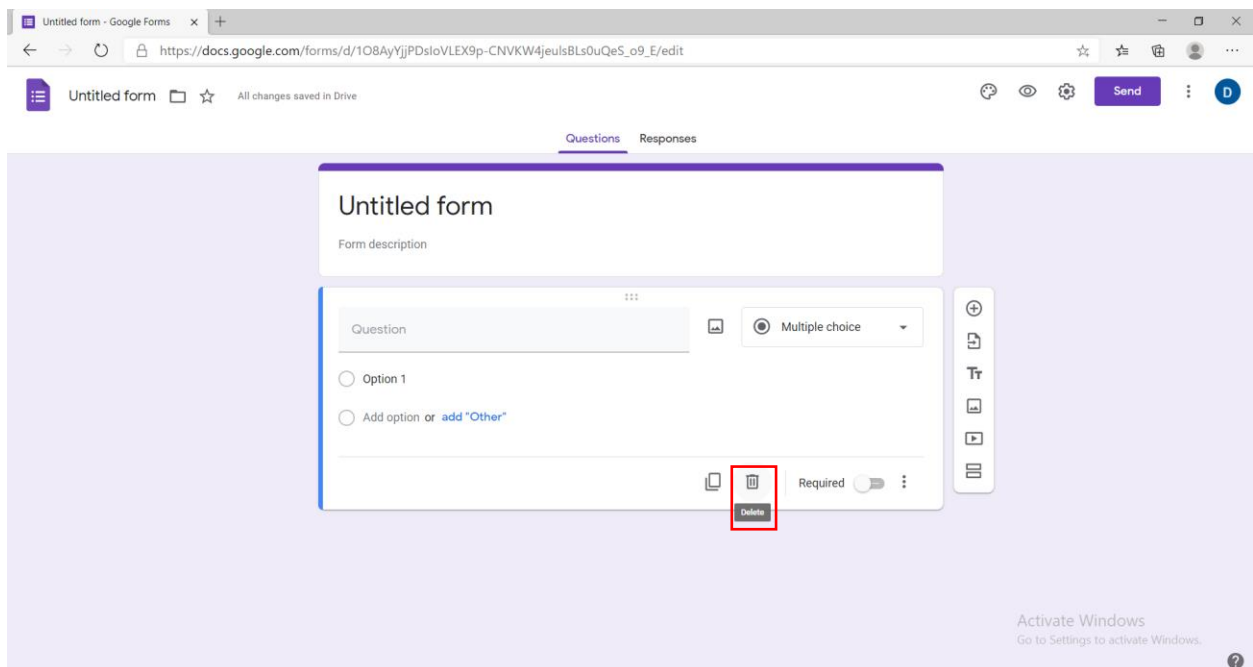 Untitled form - Google Forms
https://docs.google.com/forms/d/1O8AyYjjPDsIoVLEX9p-CNVKW4jeulsBLs0uQeS_o9_E/edit
Untitled form All changes saved in Drive Send D
Questions Responses
Untitled form
Form description
Question Multiple choice
Tт
Option 1
Add option or add "Other"
Required
Delete
Activate Windows
Go to Settings to activate Windows.